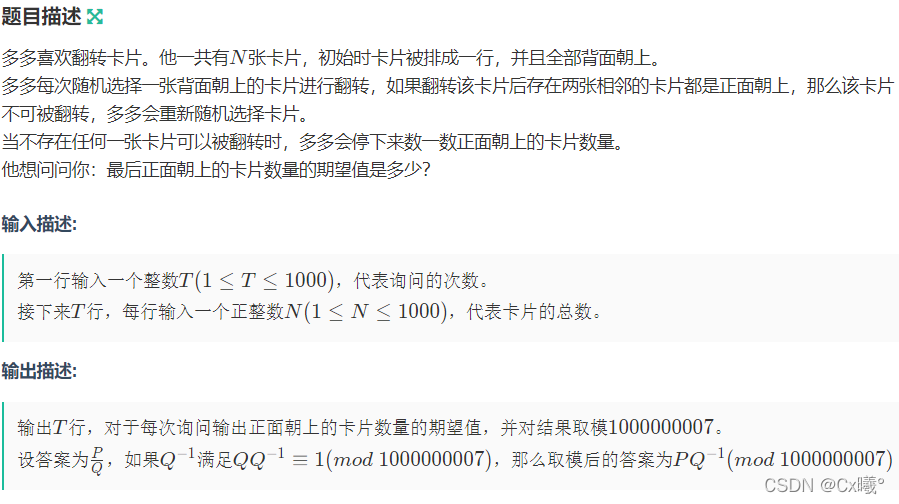 题目描述
多多喜欢翻转卡片。他一共有N张卡片，初始时卡片被排成一行，并且全部背面朝上。
多多每次随机选择一张背面朝上的卡片进行翻转，如果翻转该卡片后存在两张相邻的卡片都是正面朝上，那么该卡片
不可被翻转，多多会重新随机选择卡片。
当不存在任何一张卡片可以被翻转时，多多会停下来数一数正面朝上的卡片数量。
他想问问你：最后正面朝上的卡片数量的期望值是多少？
输入描述:
第一行输入一个整数T(1 ≤ T ≤ 1000)，代表询问的次数。
接下来T行，每行输入一个正整数N(1 ≤ N ≤ 1000)，代表卡片的总数。
输出描述:
输出T行，对于每次询问输出正面朝上的卡片数量的期望值，并对结果取模1000000007。
设答案为P/Q，如果Q⁻¹满足QQ⁻¹ ≡ 1(mod 1000000007)，那么取模后的答案为PQ⁻¹(mod 1000000007)
CSDN @Cx曦°